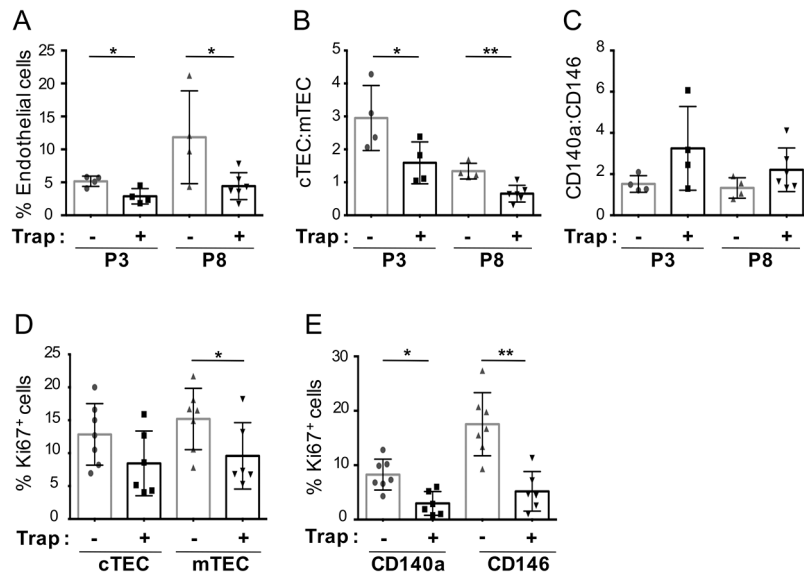 A
B
C
% Endothelial cells
25
20
15
10
5
0
*
*
Trap : - + - +
P3 P8
cTEC:mTEC
5
4
3
2
1
0
*
**
- + - +
P3 P8
CD140a:CD146
8
6
4
2
0
- + - +
P3 P8
D
E
% Ki67+ cells
25
20
15
10
5
0
*
Trap : - + - +
cTEC mTEC
% Ki67+ cells
30
20
10
0
*
**
Trap : - + - +
CD140a CD146